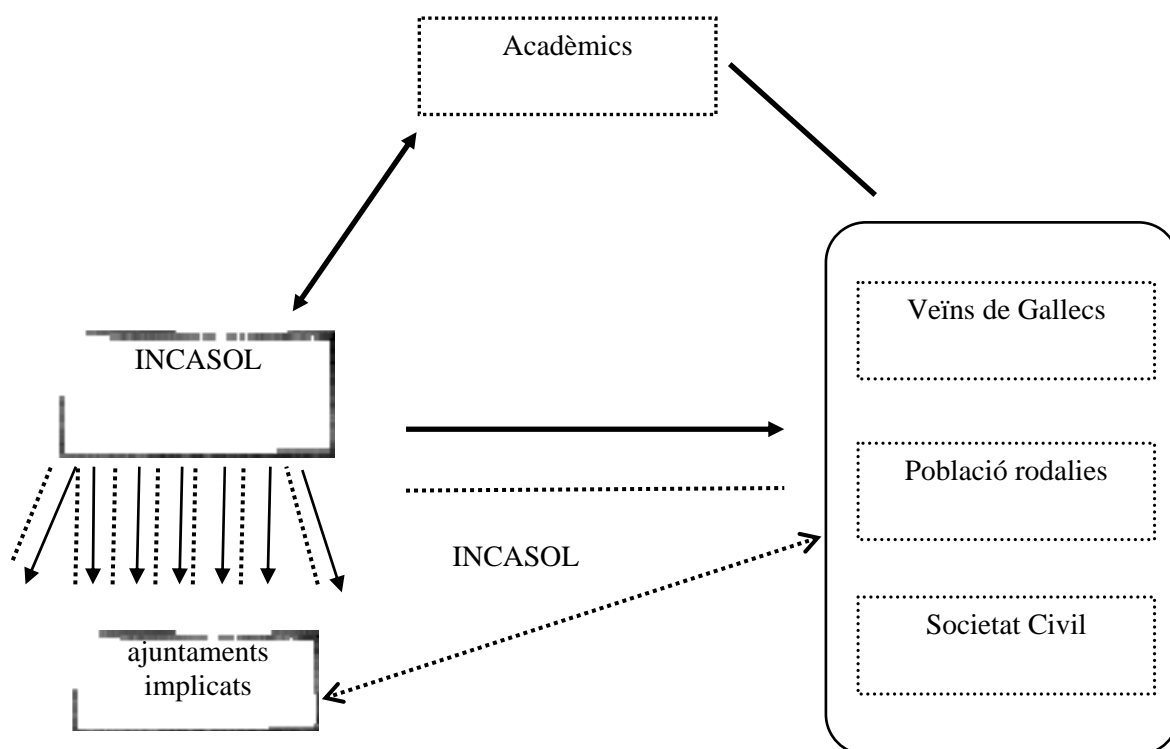 Acadèmics
Veïns de Gallecs
INCASOL
Població rodalies
INCASOL
Societat Civil
ajuntaments
implicats